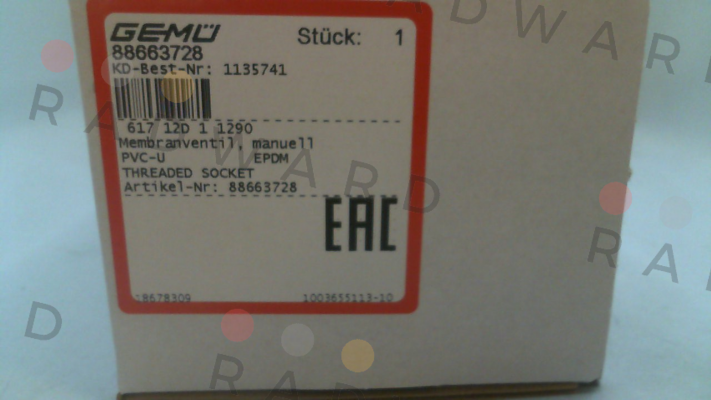 GEMÜ Stück: 1
88663728
KD-Best-Nr: 1135741
617 12D 1 1290
Membranventil, manuell
PVC-U EPDM
THREADED SOCKET
Artikel-Nr: 88663728
EAC
18678309 1003655113-10
RADWARD